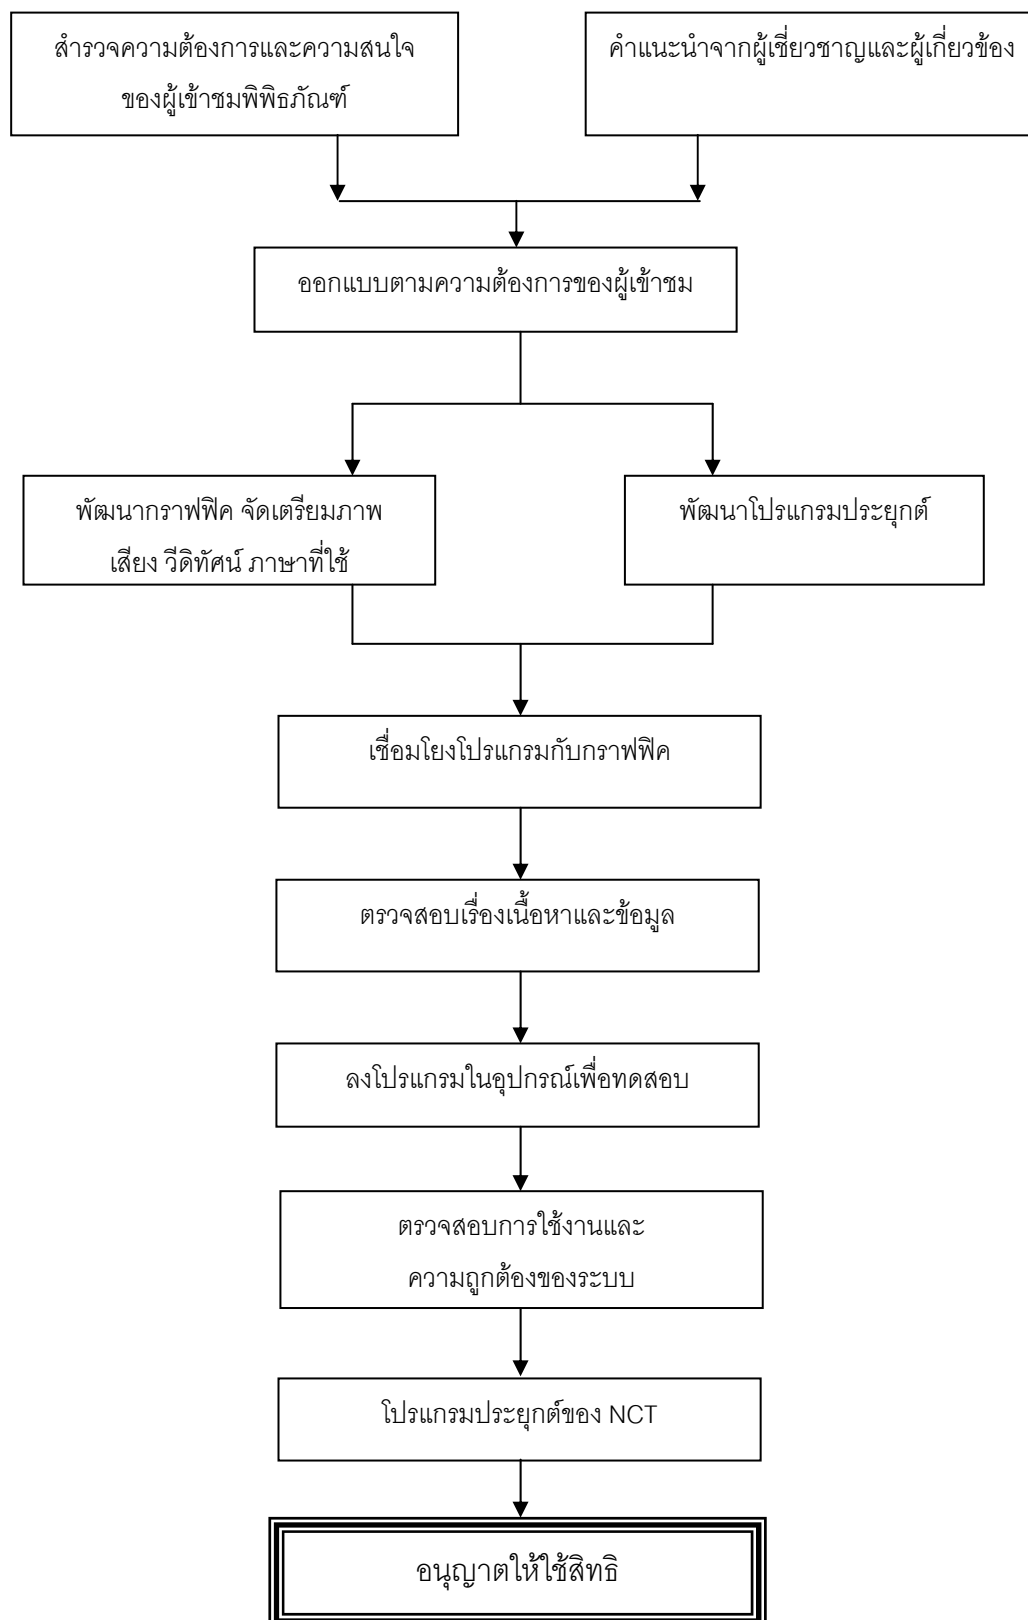 สำรวจความต้องการและความสนใจ
ของผู้เข้าชมพิพิธภัณฑ์
คำแนะนำจากผู้เชี่ยวชาญและผู้เกี่ยวข้อง
ออกแบบตามความต้องการของผู้เข้าชม
พัฒนากราฟฟิค จัดเตรียมภาพ
เสียง วีดิทัศน์ ภาษาที่ใช้
พัฒนาโปรแกรมประยุกต์
เชื่อมโยงโปรแกรมกับกราฟฟิค
ตรวจสอบเรื่องเนื้อหาและข้อมูล
ลงโปรแกรมในอุปกรณ์เพื่อทดสอบ
ตรวจสอบการใช้งานและ
ความถูกต้องของระบบ
โปรแกรมประยุกต์ของ NCT
อนุญาตให้ใช้สิทธิ